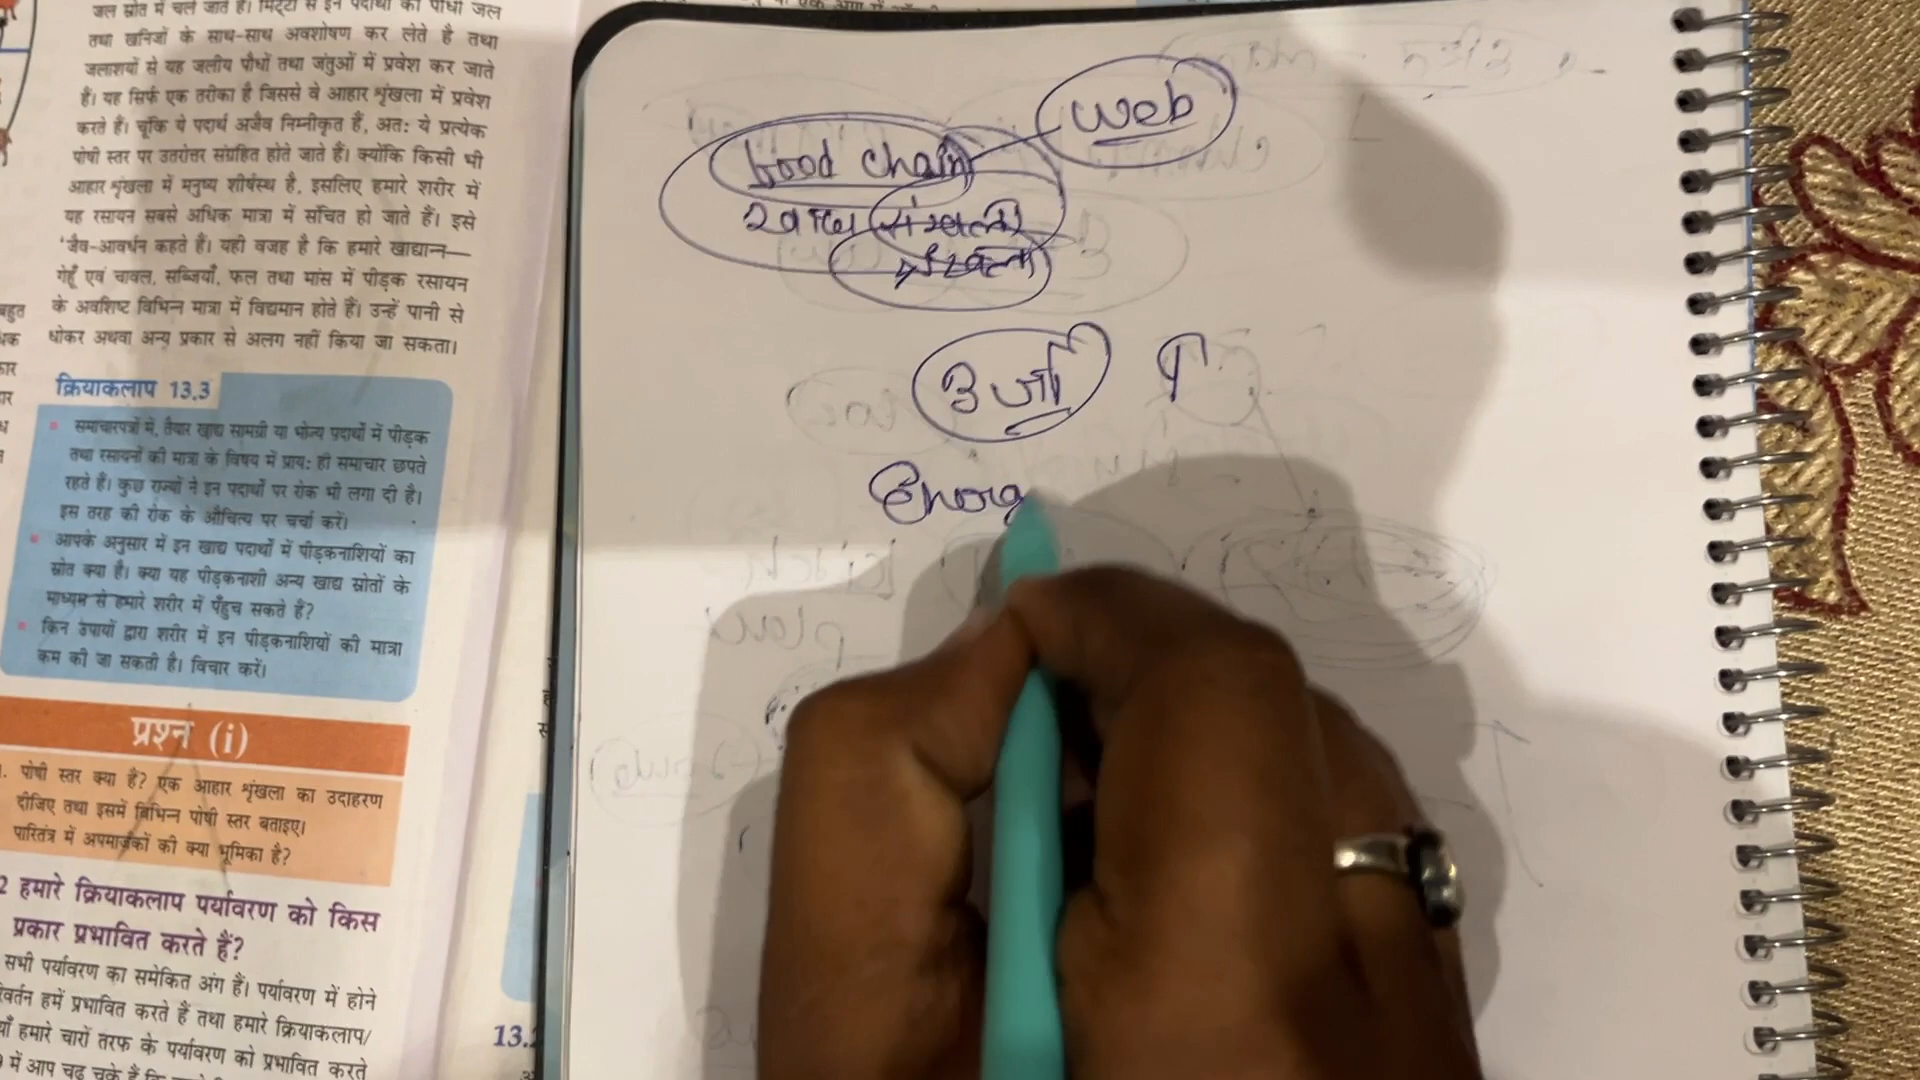 जल स्रोत में चले जाते हैं। मिट्टी से इन पदार्थों का पौधों जल
तथा खनिजों के साथ-साथ अवशोषण कर लेते है तथा
जलाशयों से यह जलीय पौधों तथा जंतुओं में प्रवेश कर जाते
हैं। यह सिर्फ एक तरीका है जिससे वे आहार शृंखला में प्रवेश
करते हैं। चूंकि ये पदार्थ अजैव निम्नीकृत हैं, अतः ये प्रत्येक
पोषी स्तर पर उतरोत्तर संग्रहित होते जाते हैं। क्योंकि किसी भी
आहार शृंखला में मनुष्य शीर्षस्थ है, इसलिए हमारे शरीर में
यह रसायन सबसे अधिक मात्रा में संचित हो जाते हैं। इसे
'जैव-आवर्धन कहते हैं। यही वजह है कि हमारे खाद्यान्न—
गेहूँ एवं चावल, सब्जियाँ, फल तथा मांस में पीड़क रसायन
के अवशिष्ट विभिन्न मात्रा में विद्यमान होते हैं। उन्हें पानी से
धोकर अथवा अन्य प्रकार से अलग नहीं किया जा सकता।
क्रियाकलाप 13.3
समाचारपत्रों में, तैयार खाद्य सामग्री या भोज्य पदार्थों में पीड़क
तथा रसायनों की मात्रा के विषय में प्रायः ही समाचार छपते
रहते हैं। कुछ राज्यों ने इन पदार्थों पर रोक भी लगा दी है।
इस तरह की रोक के औचित्य पर चर्चा करें।
आपके अनुसार में इन खाद्य पदार्थों में पीड़कनाशियों का
स्रोत क्या है। क्या यह पीड़कनाशी अन्य खाद्य स्रोतों के
माध्यम से हमारे शरीर में पहुँच सकते हैं?
किन उपायों द्वारा शरीर में इन पीड़कनाशियों की मात्रा
कम की जा सकती है। विचार करें।
प्रश्न (i)
पोषी स्तर क्या हैं? एक आहार शृंखला का उदाहरण
दीजिए तथा इसमें विभिन्न पोषी स्तर बताइए।
पारितंत्र में अपमार्जकों की क्या भूमिका है?
2 हमारे क्रियाकलाप पर्यावरण को किस
प्रकार प्रभावित करते हैं?
सभी पर्यावरण का समेकित अंग हैं। पर्यावरण में होने
हमें प्रभावित करते हैं तथा हमारे क्रियाकलाप/
हमारे चारों तरफ के पर्यावरण को प्रभावित करते
में आप
web
food chain
खाद्य
उर्जा